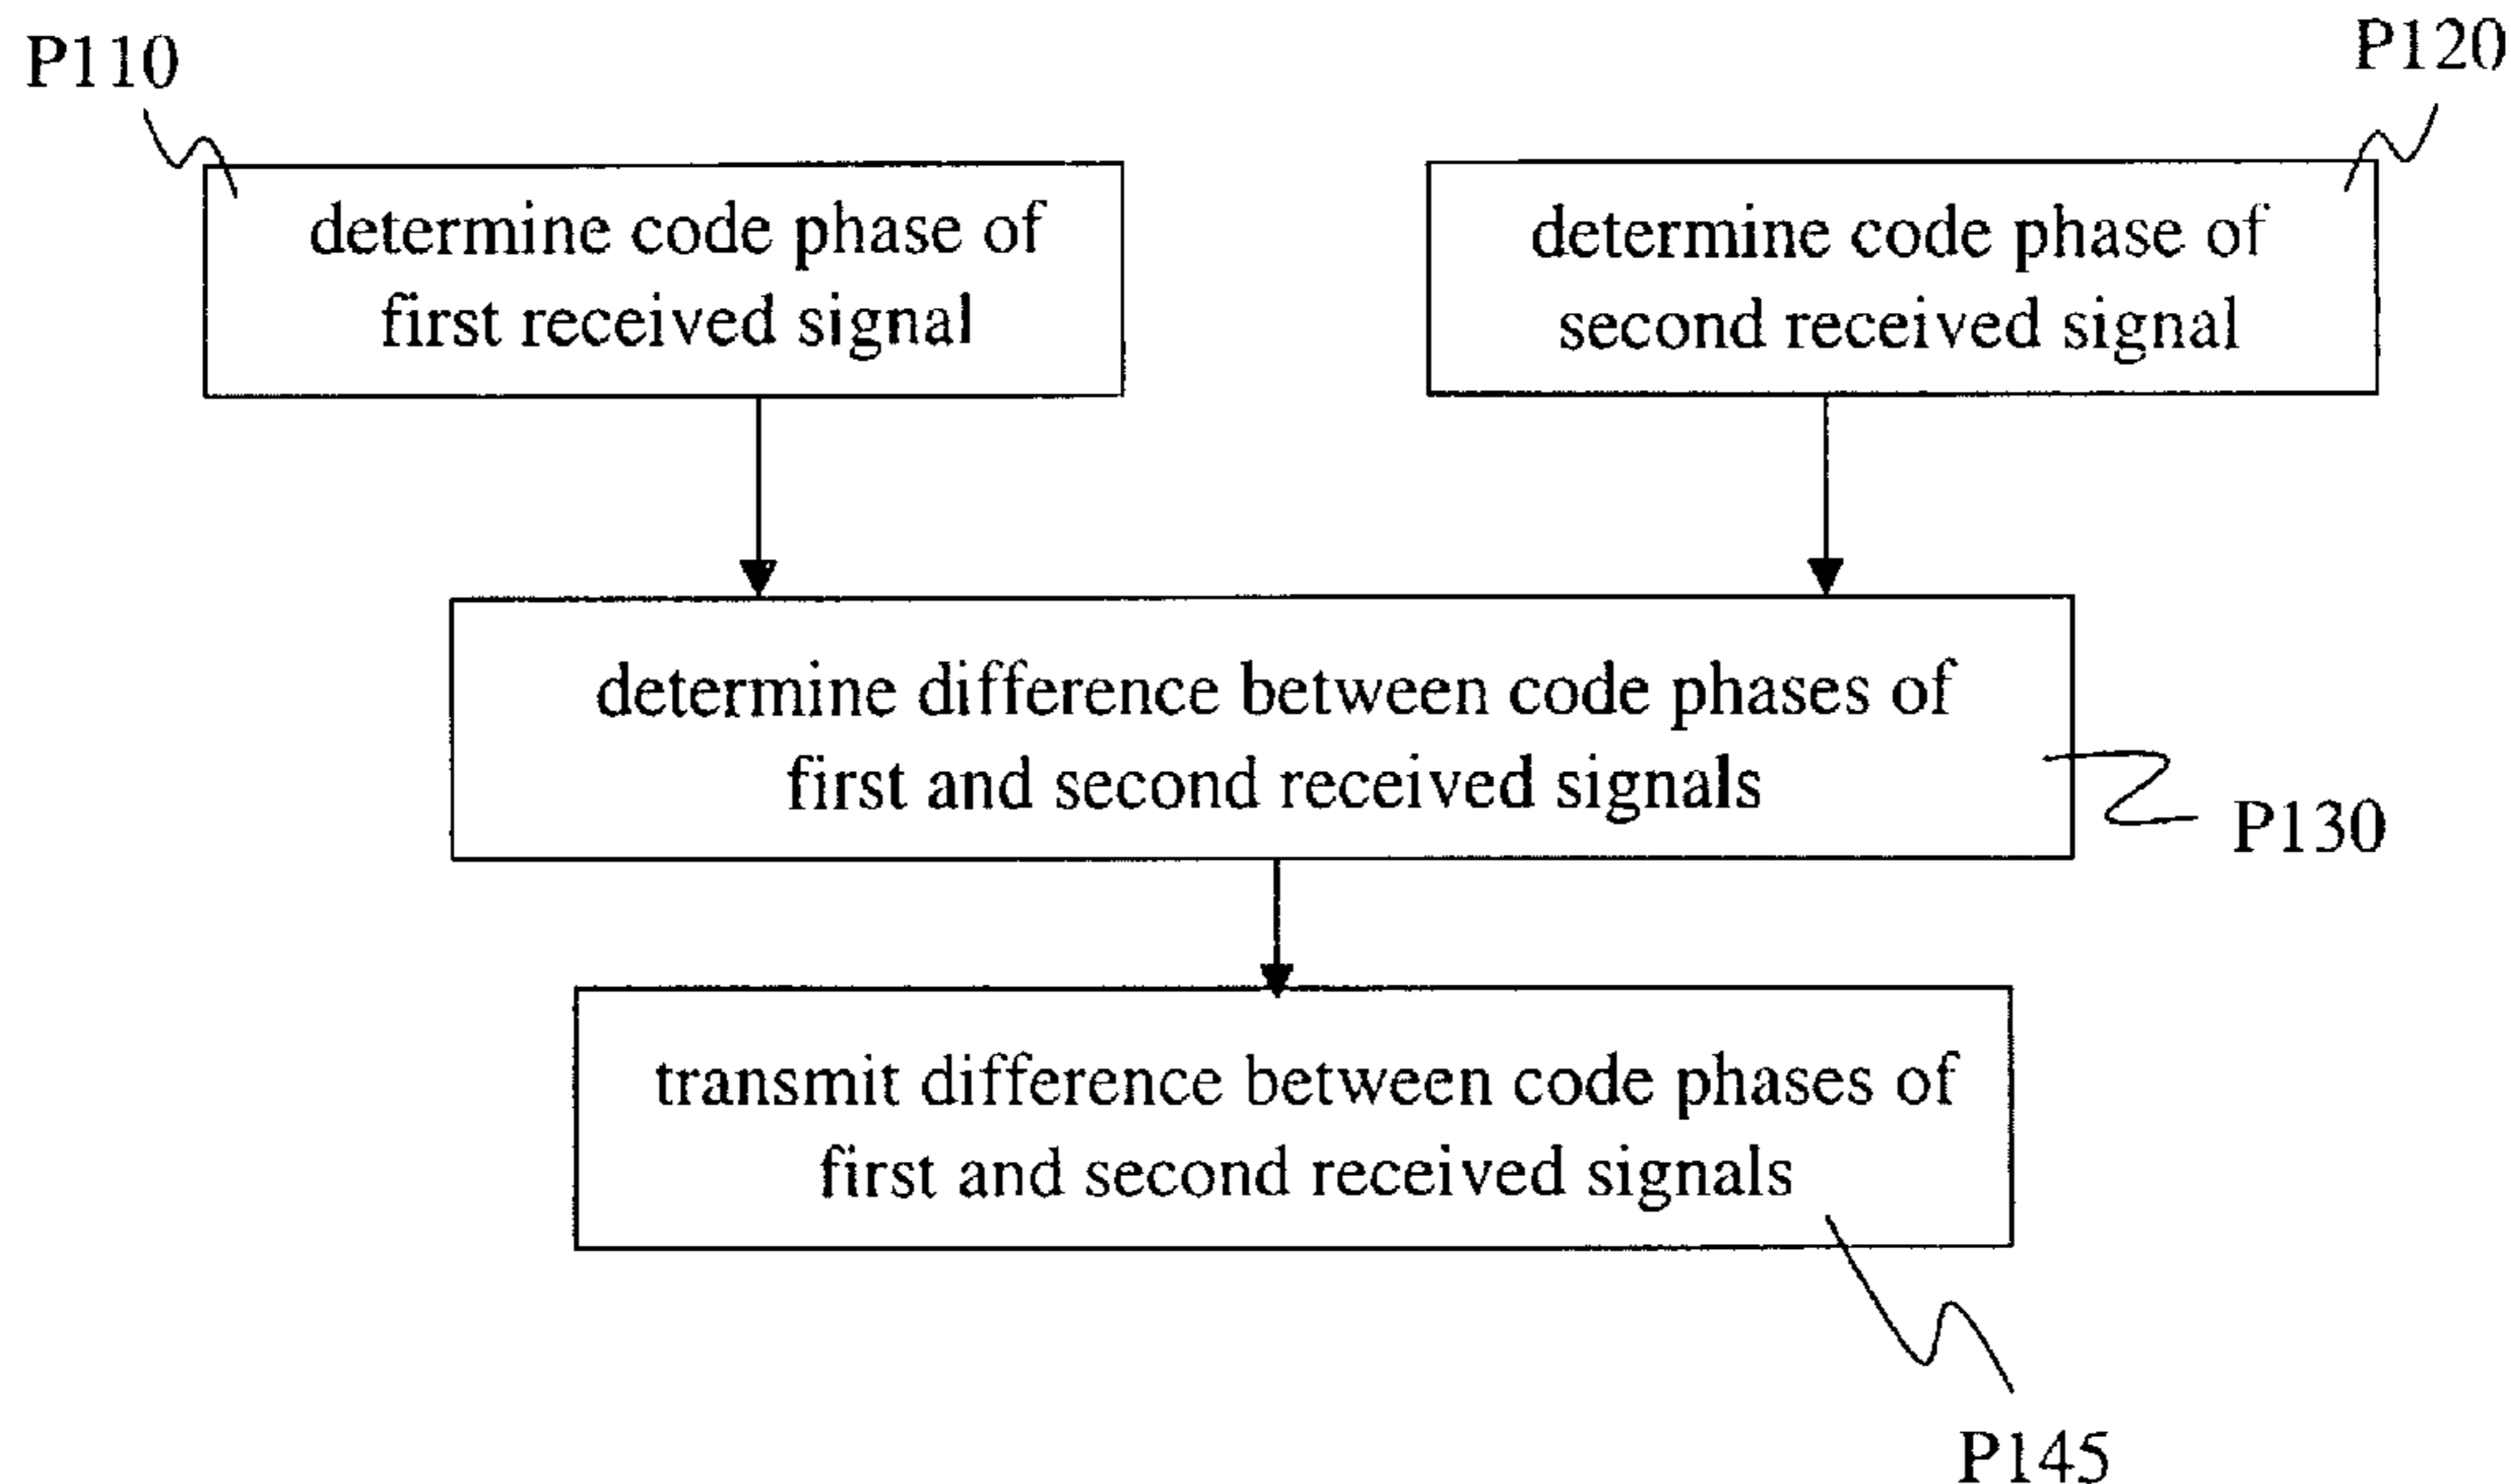 P110
P120
determine code phase of
first received signal
determine code phase of
second received signal
determine difference between code phases of
first and second received signals
P130
transmit difference between code phases of
first and second received signals
P145